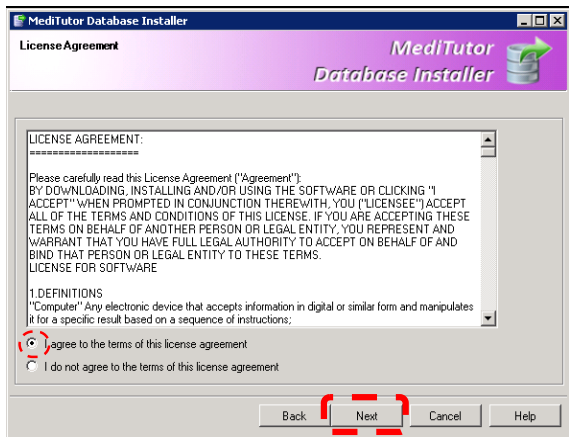 MediTutor Database Installer
License Agreement
MediTutor
Database Installer
LICENSE AGREEMENT:
===================
Please carefully read this License Agreement ("Agreement"):
BY DOWNLOADING, INSTALLING AND/OR USING THE SOFTWARE OR CLICKING "I
ACCEPT" WHEN PROMPTED IN CONJUNCTION THEREWITH, YOU ("LICENSEE") ACCEPT
ALL OF THE TERMS AND CONDITIONS OF THIS LICENSE. IF YOU ARE ACCEPTING THESE
TERMS ON BEHALF OF ANOTHER PERSON OR LEGAL ENTITY, YOU REPRESENT AND
WARRANT THAT YOU HAVE FULL LEGAL AUTHORITY TO ACCEPT ON BEHALF OF AND
BIND THAT PERSON OR LEGAL ENTITY TO THESE TERMS.
LICENSE FOR SOFTWARE
1.DEFINITIONS
"Computer" Any electronic device that accepts information in digital or similar form and manipulates
it for a specific result based on a sequence of instructions;
I agree to the terms of this license agreement
I do not agree to the terms of this license agreement
Back Next Cancel Help